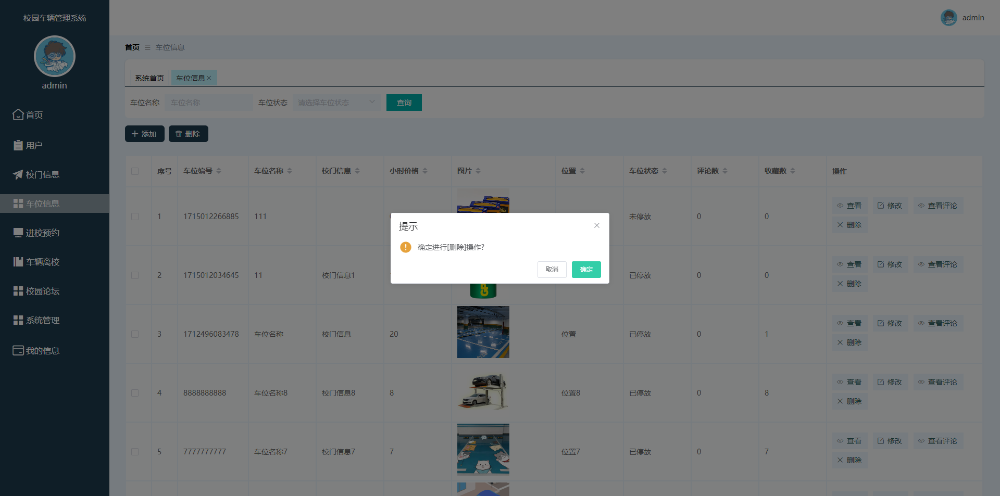 校园车辆管理系统
admin
admin
首页
用户
校门信息
车位信息
进校预约
车辆离校
校园论坛
系统管理
我的信息
首页 车位信息
系统首页 车位信息
车位名称 车位名称 车位状态 请选择车位状态 查询
添加 删除
序号 车位编号 车位名称 校门信息 小时价格 图片 位置 车位状态 评论数 收藏数 操作
1 1715012266885 111 未停放 0 0 查看 修改 查看评论
删除
提示
确定进行[删除]操作?
取消 确定
2 1715012034645 11 校门信息1 已停放 0 0 查看 修改 查看评论
删除
GP
3 1712496083478 车位名称 校门信息 20 位置 已停放 0 1 查看 修改 查看评论
删除
4 8888888888 车位名称8 校门信息8 8 位置8 已停放 0 8 查看 修改 查看评论
删除
5 7777777777 车位名称7 校门信息7 7 位置7 已停放 0 7 查看 修改 查看评论
删除